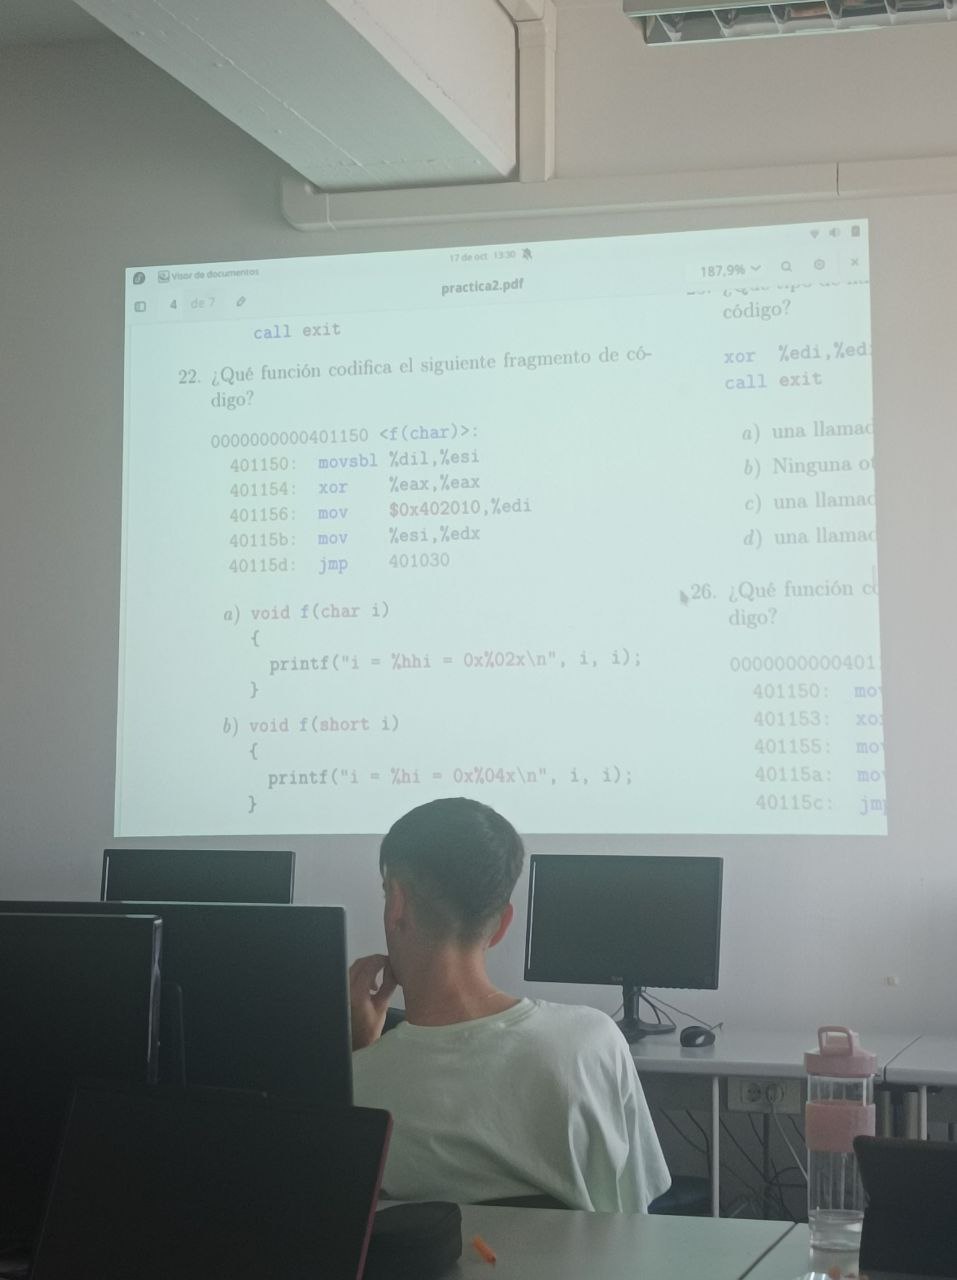 Visor de documentos
17 de oct 13:30
4 de 7
practica2.pdf
187,9%
call exit
22. ¿Qué función codifica el siguiente fragmento de có-
digo?
0000000000401150 <f(char)>:
401150: movsbl %dil,%esi
401154: xor %eax,%eax
401156: mov $0x402010,%edi
40115b: mov %esi,%edx
40115d: jmp 401030
a) void f(char i)
{
printf("i = %hhi = 0x%02x\n", i, i);
}
b) void f(short i)
{
printf("i = %hi = 0x%04x\n", i, i);
}
código?
xor %edi,%ed
call exit
a) una llamad
b) Ninguna o
c) una llamad
d) una llamad
26. ¿Qué función co
digo?
0000000000401
401150: mo
401153: xo
401155: mo
40115a: mo
40115c: jm